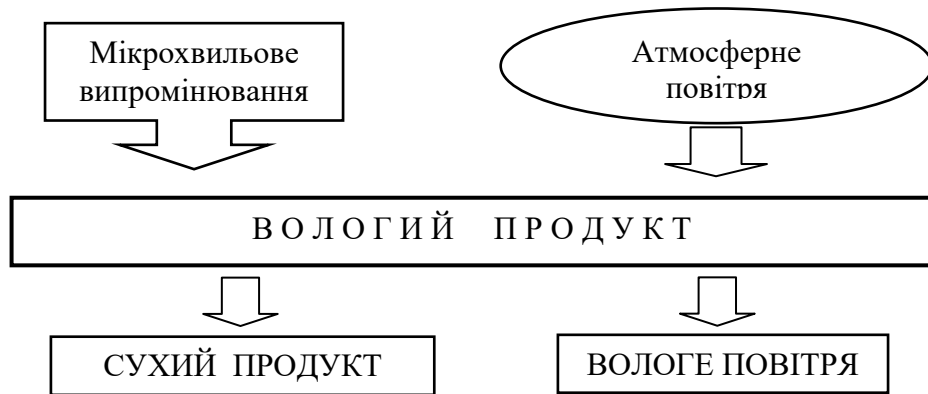 Мікрохвильове
випромінювання
Атмосферне
повітря
ВОЛОГИЙ ПРОДУКТ
СУХИЙ ПРОДУКТ
ВОЛОГЕ ПОВІТРЯ